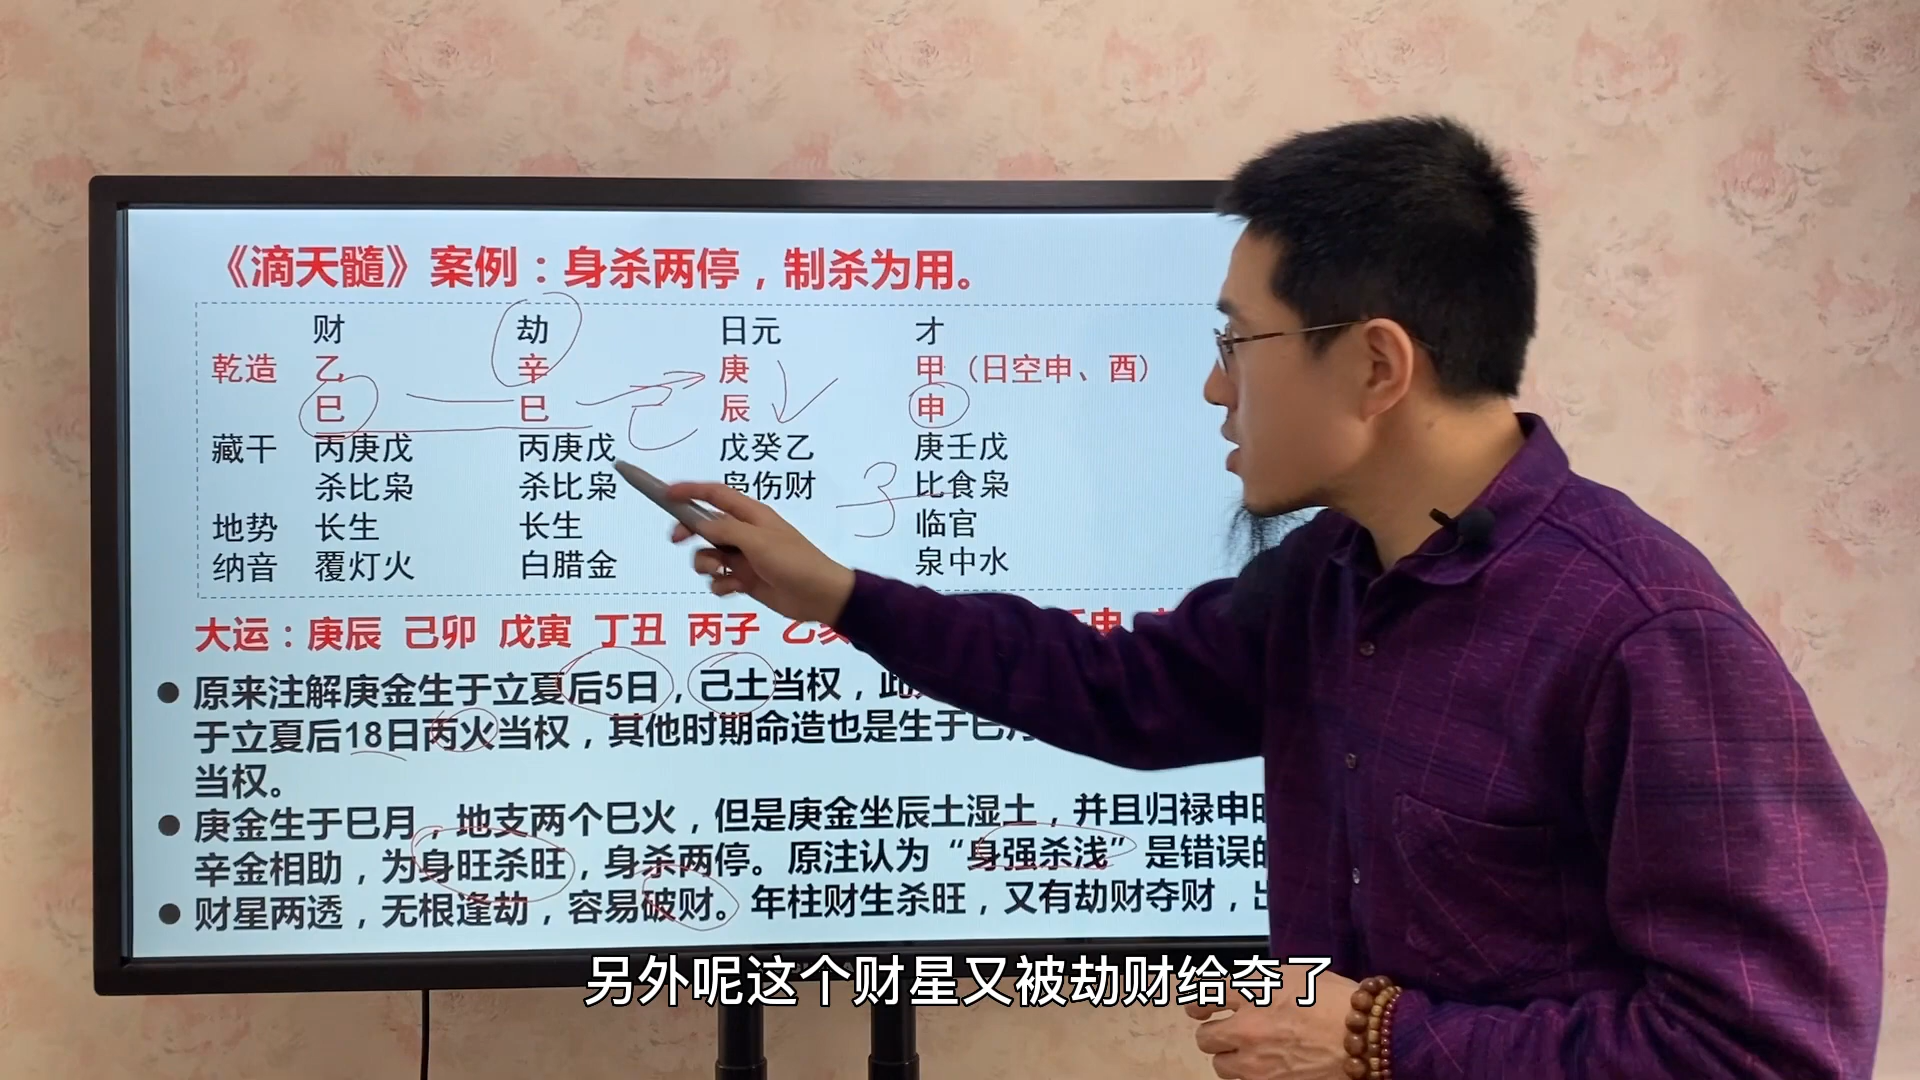 《滴天髓》案例：身杀两停，制杀为用。
财 劫 日元 才
乾造 乙 辛 庚 甲（日空申、酉）
巳 巳 辰 申
藏干 丙庚戊 丙庚戊 戊癸乙 庚壬戊
杀比枭 杀比枭 枭伤财 比食枭
地势 长生 长生 临官
纳音 覆灯火 白腊金 泉中水
大运：庚辰 己卯 戊寅 丁丑 丙子 乙亥 壬申
原来注解庚金生于立夏后5日，己土当权，此
于立夏后18日丙火当权，其他时期命造也是生于巳月
当权。
庚金生于巳月，地支两个巳火，但是庚金坐辰土湿土，并且归禄申时
辛金相助，为身旺杀旺，身杀两停。原注认为“身强杀浅”是错误的
财星两透，无根逢劫，容易破财。年柱财生杀旺，又有劫财夺财，出
另外呢这个财星又被劫财给夺了